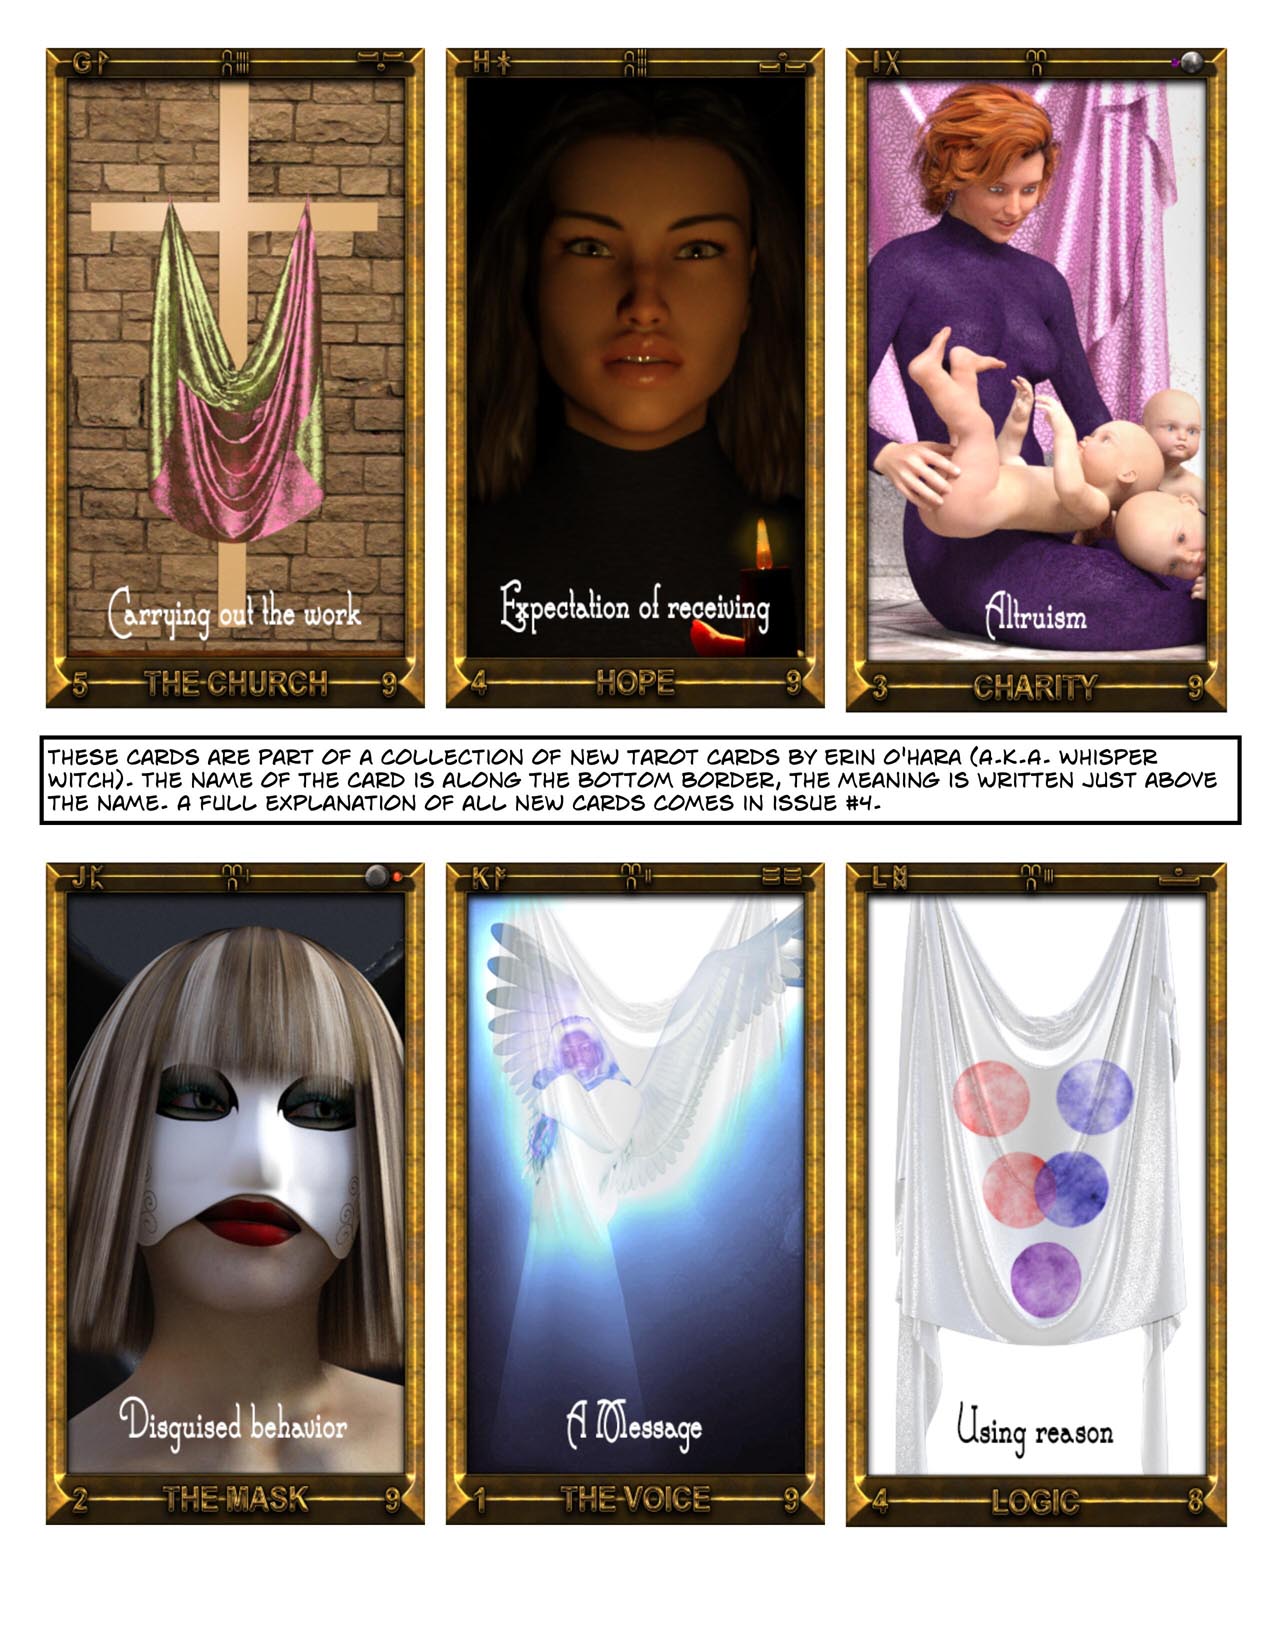 Gᚹ
Carrying out the work
5 THE CHURCH 9
H
Expectation of receiving
4 HOPE 9
IX
Altruism
3 CHARITY 9
THESE CARDS ARE PART OF A COLLECTION OF NEW TAROT CARDS BY ERIN O'HARA (A.K.A. WHISPER
WITCH). THE NAME OF THE CARD IS ALONG THE BOTTOM BORDER, THE MEANING IS WRITTEN JUST ABOVE
THE NAME. A FULL EXPLANATION OF ALL NEW CARDS COMES IN ISSUE #4.
J
Disguised behavior
2 THE MASK 9
K
A Message
1 THE VOICE 9
L
Using reason
4 LOGIC 8